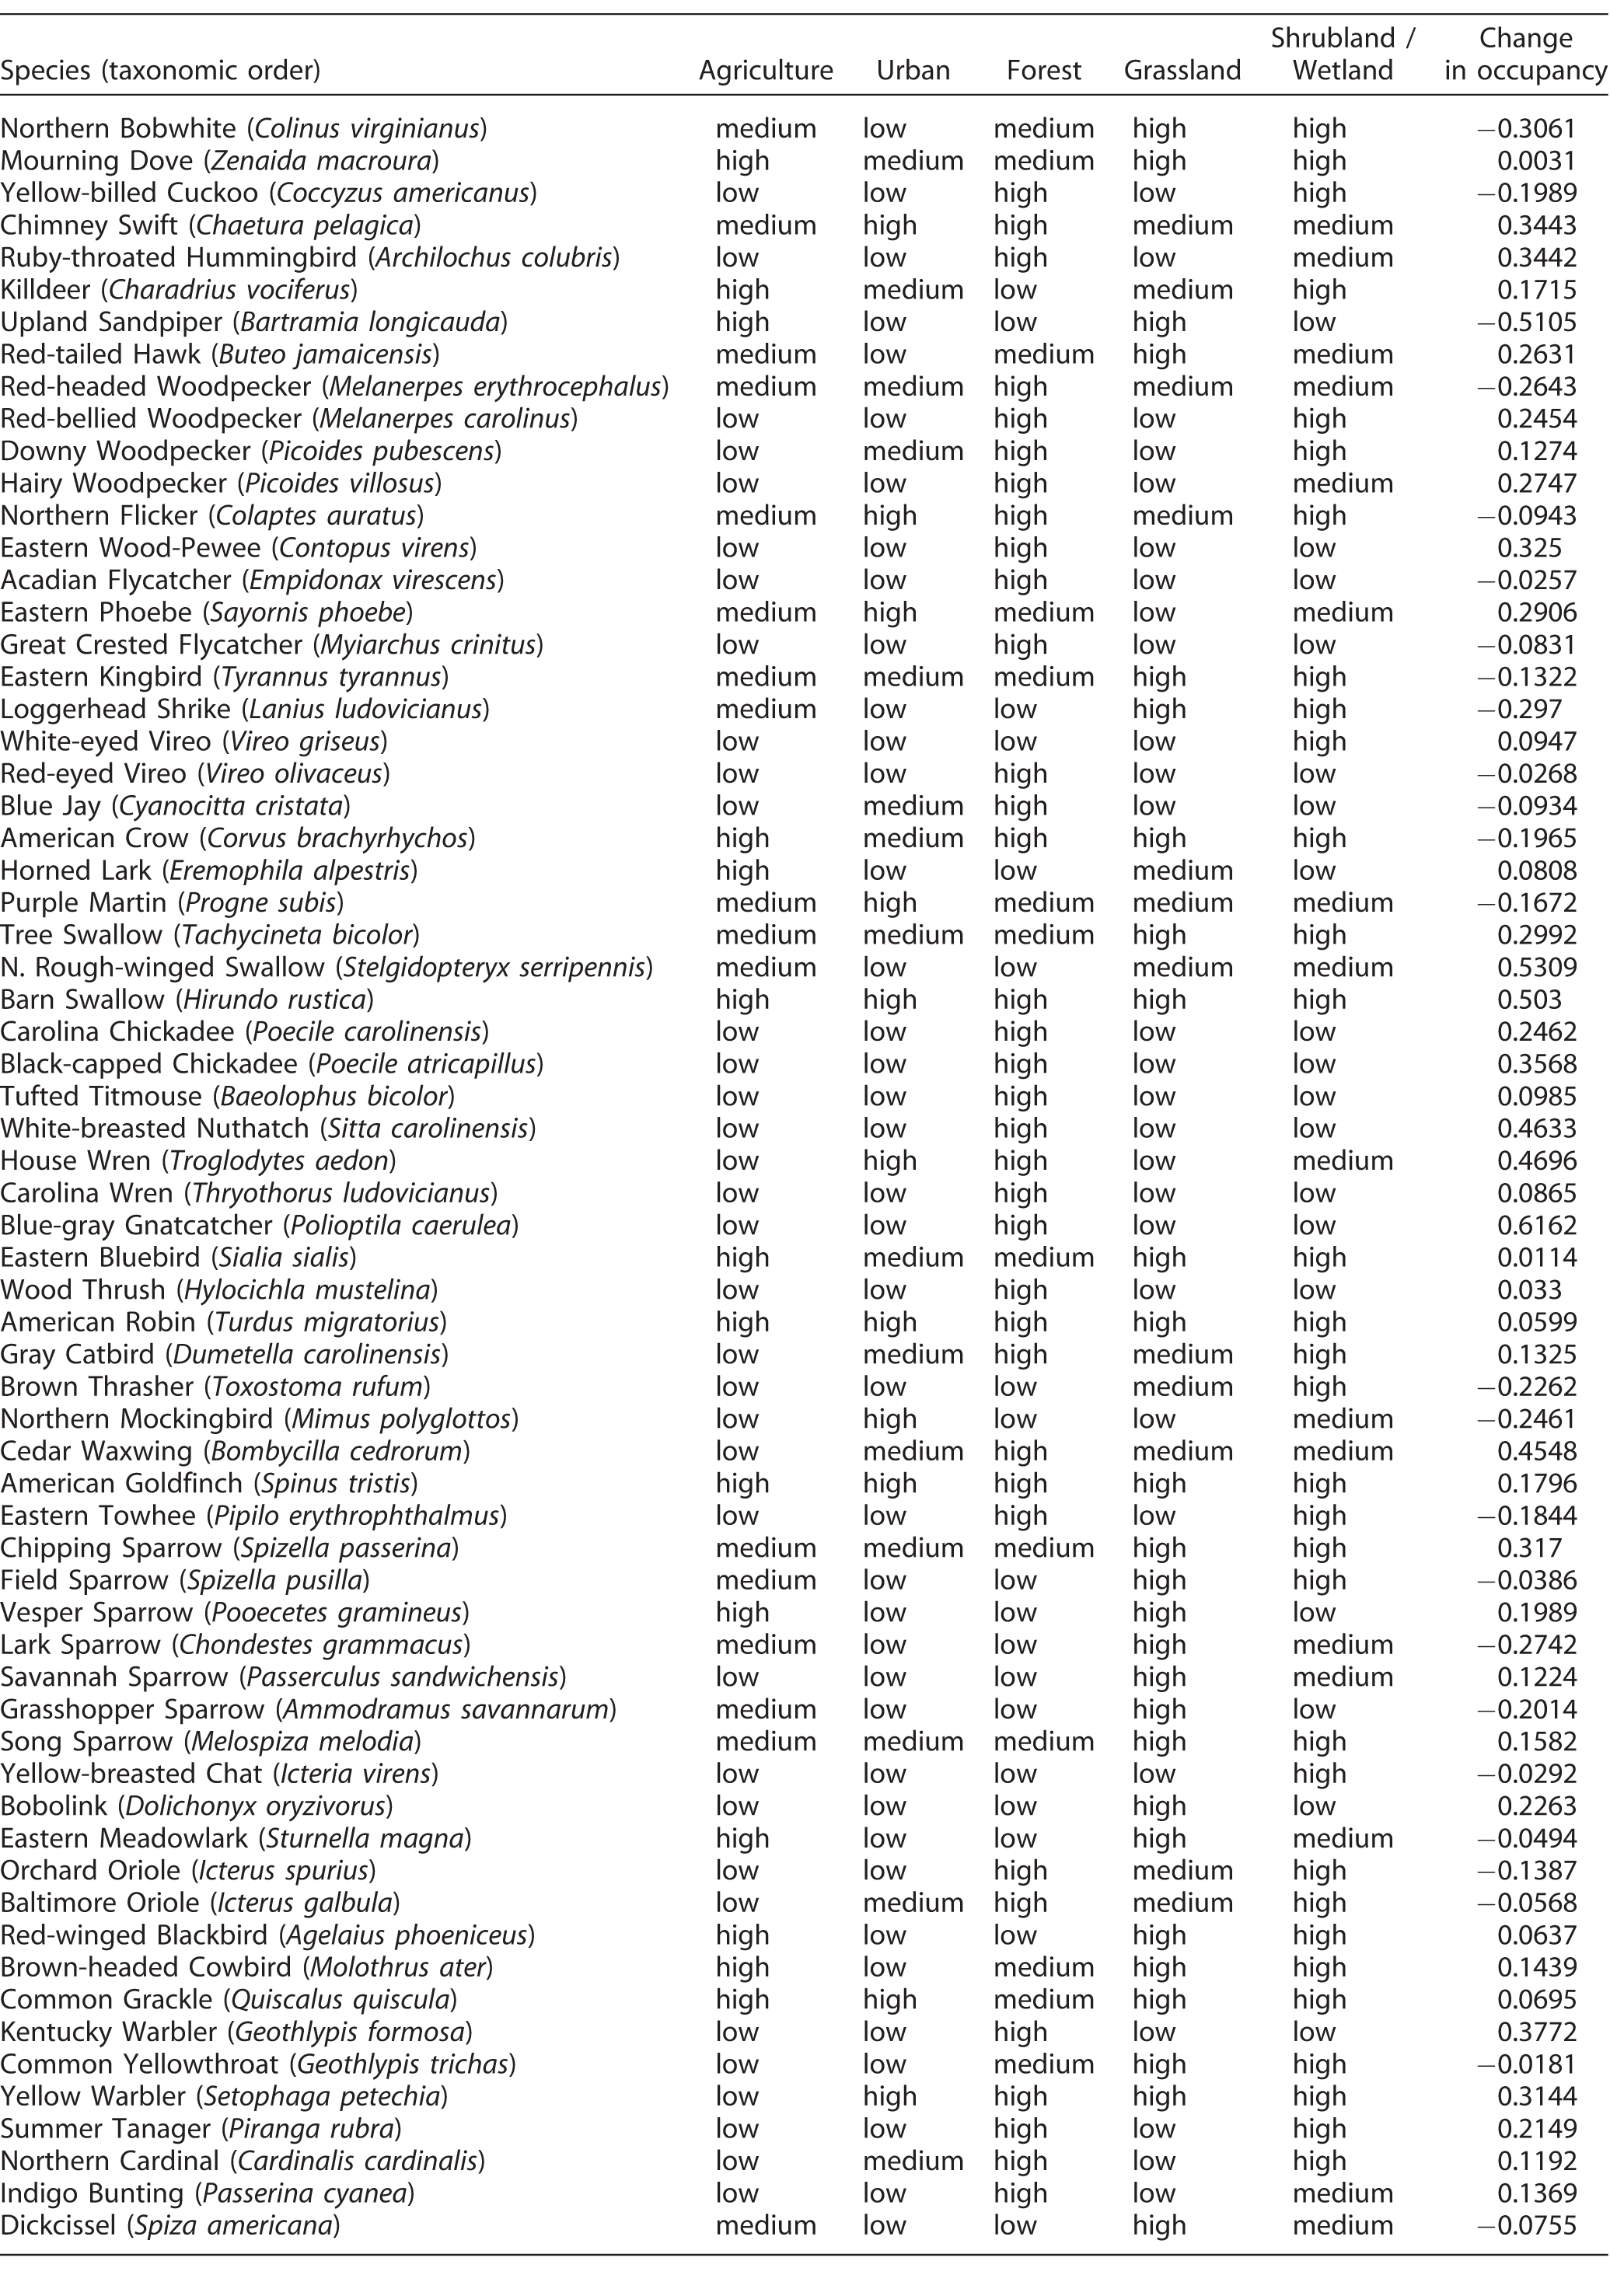 Species (taxonomic order) Agriculture Urban Forest Grassland Shrubland / Wetland Change in occupancy
Northern Bobwhite (Colinus virginianus) medium low medium high high −0.3061
Mourning Dove (Zenaida macroura) high medium medium high high 0.0031
Yellow-billed Cuckoo (Coccyzus americanus) low low high low high −0.1989
Chimney Swift (Chaetura pelagica) medium high high medium medium 0.3443
Ruby-throated Hummingbird (Archilochus colubris) low low high low medium 0.3442
Killdeer (Charadrius vociferus) high medium low medium high 0.1715
Upland Sandpiper (Bartramia longicauda) high low low high low −0.5105
Red-tailed Hawk (Buteo jamaicensis) medium low medium high medium 0.2631
Red-headed Woodpecker (Melanerpes erythrocephalus) medium medium high medium medium −0.2643
Red-bellied Woodpecker (Melanerpes carolinus) low low high low high 0.2454
Downy Woodpecker (Picoides pubescens) low medium high low high 0.1274
Hairy Woodpecker (Picoides villosus) low low high low medium 0.2747
Northern Flicker (Colaptes auratus) medium high high medium high −0.0943
Eastern Wood-Pewee (Contopus virens) low low high low low 0.325
Acadian Flycatcher (Empidonax virescens) low low high low low −0.0257
Eastern Phoebe (Sayornis phoebe) medium high medium low medium 0.2906
Great Crested Flycatcher (Myiarchus crinitus) low low high low low −0.0831
Eastern Kingbird (Tyrannus tyrannus) medium medium medium high high −0.1322
Loggerhead Shrike (Lanius ludovicianus) medium low low high high −0.297
White-eyed Vireo (Vireo griseus) low low low low high 0.0947
Red-eyed Vireo (Vireo olivaceus) low low high low low −0.0268
Blue Jay (Cyanocitta cristata) low medium high low low −0.0934
American Crow (Corvus brachyrhychos) high medium high high high −0.1965
Horned Lark (Eremophila alpestris) high low low medium low 0.0808
Purple Martin (Progne subis) medium high medium medium medium −0.1672
Tree Swallow (Tachycineta bicolor) medium medium medium high high 0.2992
N. Rough-winged Swallow (Stelgidopteryx serripennis) medium low low medium medium 0.5309
Barn Swallow (Hirundo rustica) high high high high high 0.503
Carolina Chickadee (Poecile carolinensis) low low high low low 0.2462
Black-capped Chickadee (Poecile atricapillus) low low high low low 0.3568
Tufted Titmouse (Baeolophus bicolor) low low high low low 0.0985
White-breasted Nuthatch (Sitta carolinensis) low low high low low 0.4633
House Wren (Troglodytes aedon) low high high low medium 0.4696
Carolina Wren (Thryothorus ludovicianus) low low high low low 0.0865
Blue-gray Gnatcatcher (Polioptila caerulea) low low high low low 0.6162
Eastern Bluebird (Sialia sialis) high medium medium high high 0.0114
Wood Thrush (Hylocichla mustelina) low low high low low 0.033
American Robin (Turdus migratorius) high high high high high 0.0599
Gray Catbird (Dumetella carolinensis) low medium high medium high 0.1325
Brown Thrasher (Toxostoma rufum) low low low medium high −0.2262
Northern Mockingbird (Mimus polyglottos) low high low low medium −0.2461
Cedar Waxwing (Bombycilla cedrorum) low medium high medium medium 0.4548
American Goldfinch (Spinus tristis) high high high high high 0.1796
Eastern Towhee (Pipilo erythrophthalmus) low low high low high −0.1844
Chipping Sparrow (Spizella passerina) medium medium medium high high 0.317
Field Sparrow (Spizella pusilla) medium low low high high −0.0386
Vesper Sparrow (Pooecetes gramineus) high low low high low 0.1989
Lark Sparrow (Chondestes grammacus) medium low low high medium −0.2742
Savannah Sparrow (Passerculus sandwichensis) low low low high medium 0.1224
Grasshopper Sparrow (Ammodramus savannarum) medium low low high low −0.2014
Song Sparrow (Melospiza melodia) medium medium medium high high 0.1582
Yellow-breasted Chat (Icteria virens) low low low low high −0.0292
Bobolink (Dolichonyx oryzivorus) low low low high low 0.2263
Eastern Meadowlark (Sturnella magna) high low low high medium −0.0494
Orchard Oriole (Icterus spurius) low low high medium high −0.1387
Baltimore Oriole (Icterus galbula) low medium high medium high −0.0568
Red-winged Blackbird (Agelaius phoeniceus) high low low high high 0.0637
Brown-headed Cowbird (Molothrus ater) high low medium high high 0.1439
Common Grackle (Quiscalus quiscula) high high medium high high 0.0695
Kentucky Warbler (Geothlypis formosa) low low high low low 0.3772
Common Yellowthroat (Geothlypis trichas) low low medium high high −0.0181
Yellow Warbler (Setophaga petechia) low high high high high 0.3144
Summer Tanager (Piranga rubra) low low high low high 0.2149
Northern Cardinal (Cardinalis cardinalis) low medium high low high 0.1192
Indigo Bunting (Passerina cyanea) low low high low medium 0.1369
Dickcissel (Spiza americana) medium low low high medium −0.0755